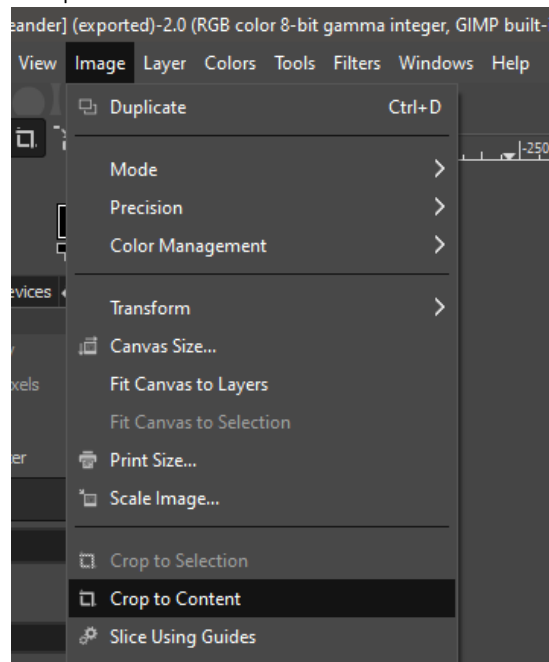 eander] (exported)-2.0 (RGB color 8-bit gamma integer, GIMP built-
View Image Layer Colors Tools Filters Windows Help
Duplicate Ctrl+D
-250
Mode
Precision
Color Management
evices
Transform
Canvas Size...
xels Fit Canvas to Layers
Fit Canvas to Selection
er Print Size...
Scale Image...
Crop to Selection
Crop to Content
Slice Using Guides